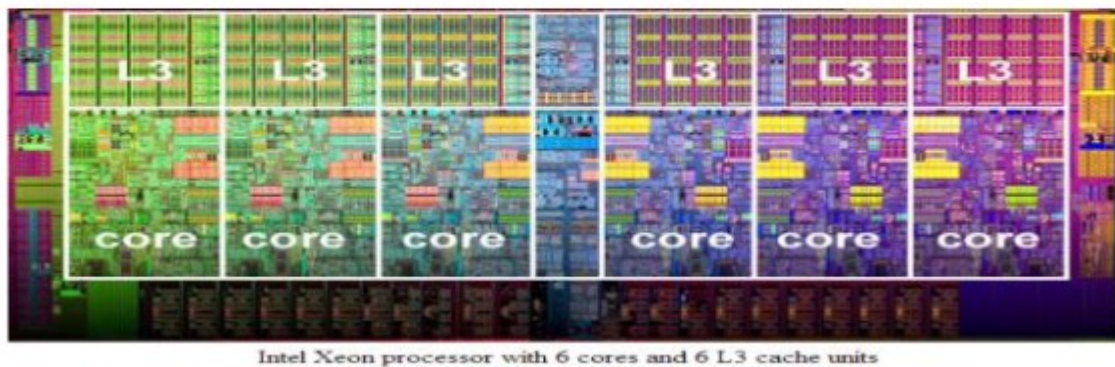 L3 L3 L3 L3 L3 L3
core core core core core core
Intel Xeon processor with 6 cores and 6 L3 cache units